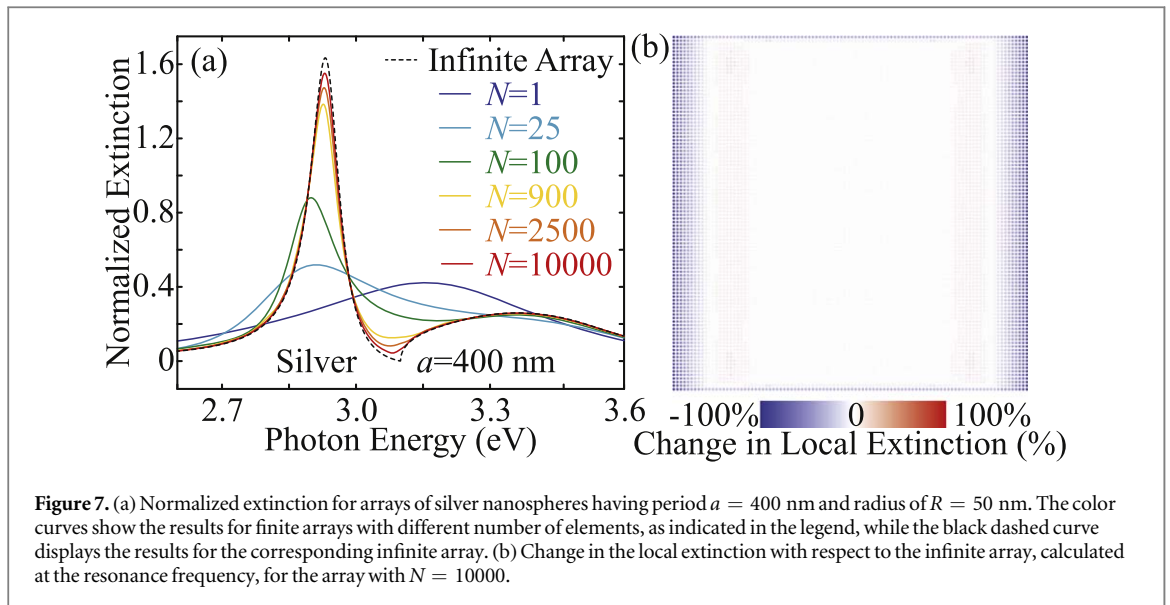 (a)
(b)
Normalized Extinction
1.6
1.2
0.8
0.4
0
Infinite Array
N=1
N=25
N=100
N=900
N=2500
N=10000
Silver
a=400 nm
2.7
3.0
3.3
3.6
Photon Energy (eV)
-100%
0
100%
Change in Local Extinction (%)
Figure 7. (a) Normalized extinction for arrays of silver nanospheres having period a = 400 nm and radius of R = 50 nm. The color
curves show the results for finite arrays with different number of elements, as indicated in the legend, while the black dashed curve
displays the results for the corresponding infinite array. (b) Change in the local extinction with respect to the infinite array, calculated
at the resonance frequency, for the array with N = 10000.